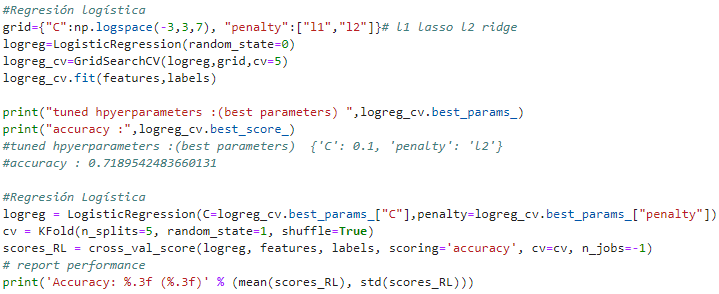 #Regresión logística
grid={"C":np.logspace(-3,3,7), "penalty":["l1","l2"]}# l1 lasso l2 ridge
logreg=LogisticRegression(random_state=0)
logreg_cv=GridSearchCV(logreg,grid,cv=5)
logreg_cv.fit(features,labels)

print("tuned hpyerparameters :(best parameters) ",logreg_cv.best_params_)
print("accuracy :",logreg_cv.best_score_)
#tuned hpyerparameters :(best parameters)  {'C': 0.1, 'penalty': 'l2'}
#accuracy : 0.7189542483660131

#Regresión Logística
logreg = LogisticRegression(C=logreg_cv.best_params_["C"],penalty=logreg_cv.best_params_["penalty"])
cv = KFold(n_splits=5, random_state=1, shuffle=True)
scores_RL = cross_val_score(logreg, features, labels, scoring='accuracy', cv=cv, n_jobs=-1)
# report performance
print('Accuracy: %.3f (%.3f)' % (mean(scores_RL), std(scores_RL)))